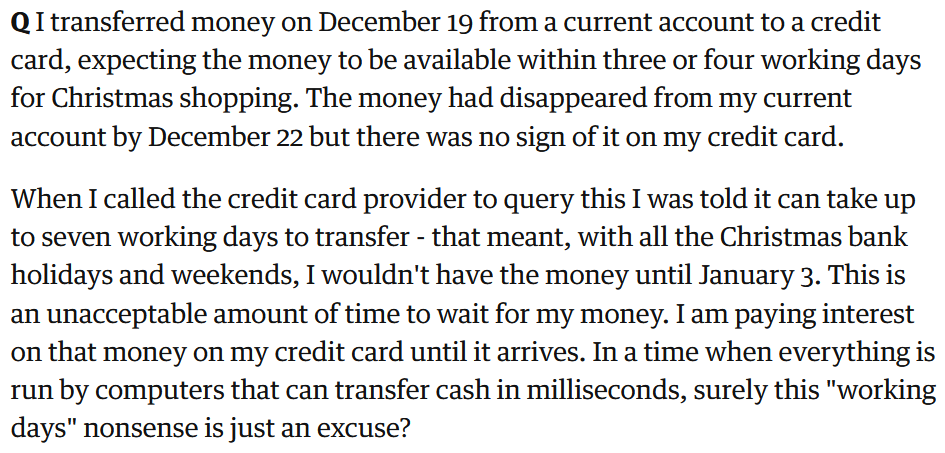 Q I transferred money on December 19 from a current account to a credit
card, expecting the money to be available within three or four working days
for Christmas shopping. The money had disappeared from my current
account by December 22 but there was no sign of it on my credit card.
When I called the credit card provider to query this I was told it can take up
to seven working days to transfer - that meant, with all the Christmas bank
holidays and weekends, I wouldn't have the money until January 3. This is
an unacceptable amount of time to wait for my money. I am paying interest
on that money on my credit card until it arrives. In a time when everything is
run by computers that can transfer cash in milliseconds, surely this "working
days" nonsense is just an excuse?